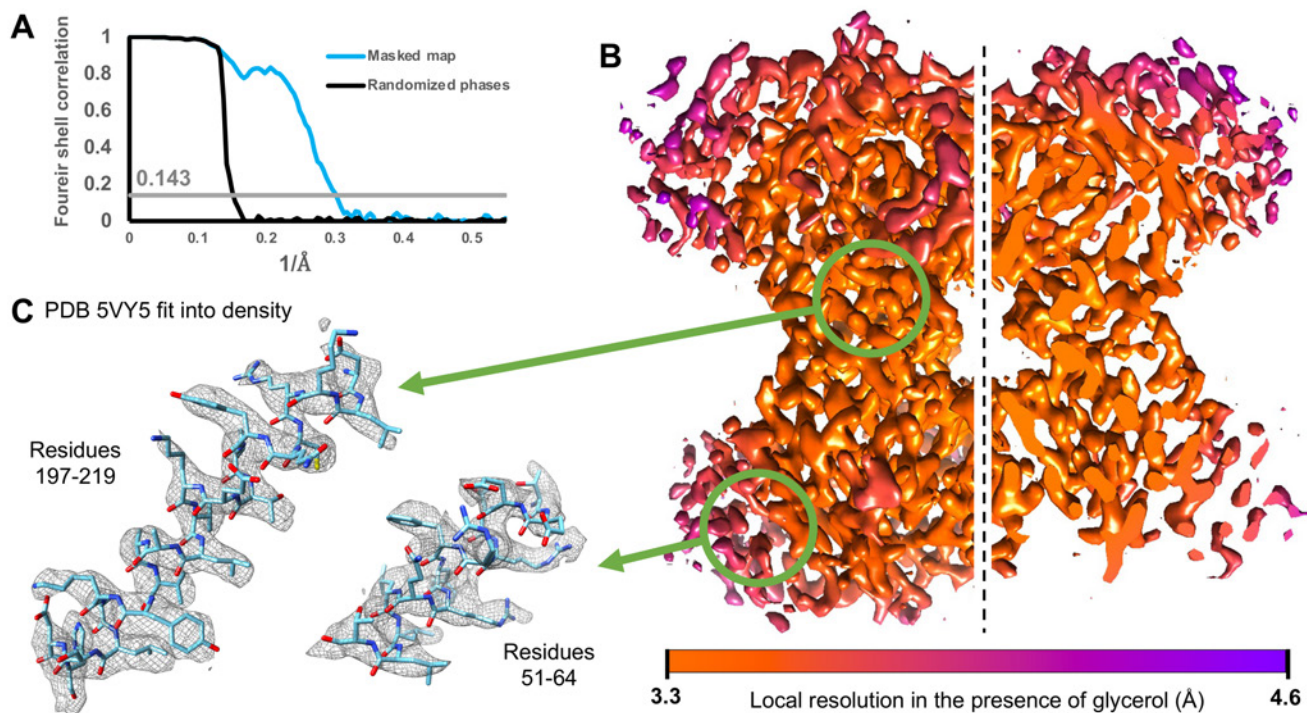 A
Foureir shell correlation
1
0.8
0.6
0.4
0.2
0
0.143
Masked map
Randomized phases
0 0.1 0.2 0.3 0.4 0.5
1/Å
B
C PDB 5VY5 fit into density
Residues
197-219
Residues
51-64
3.3 Local resolution in the presence of glycerol (Å) 4.6